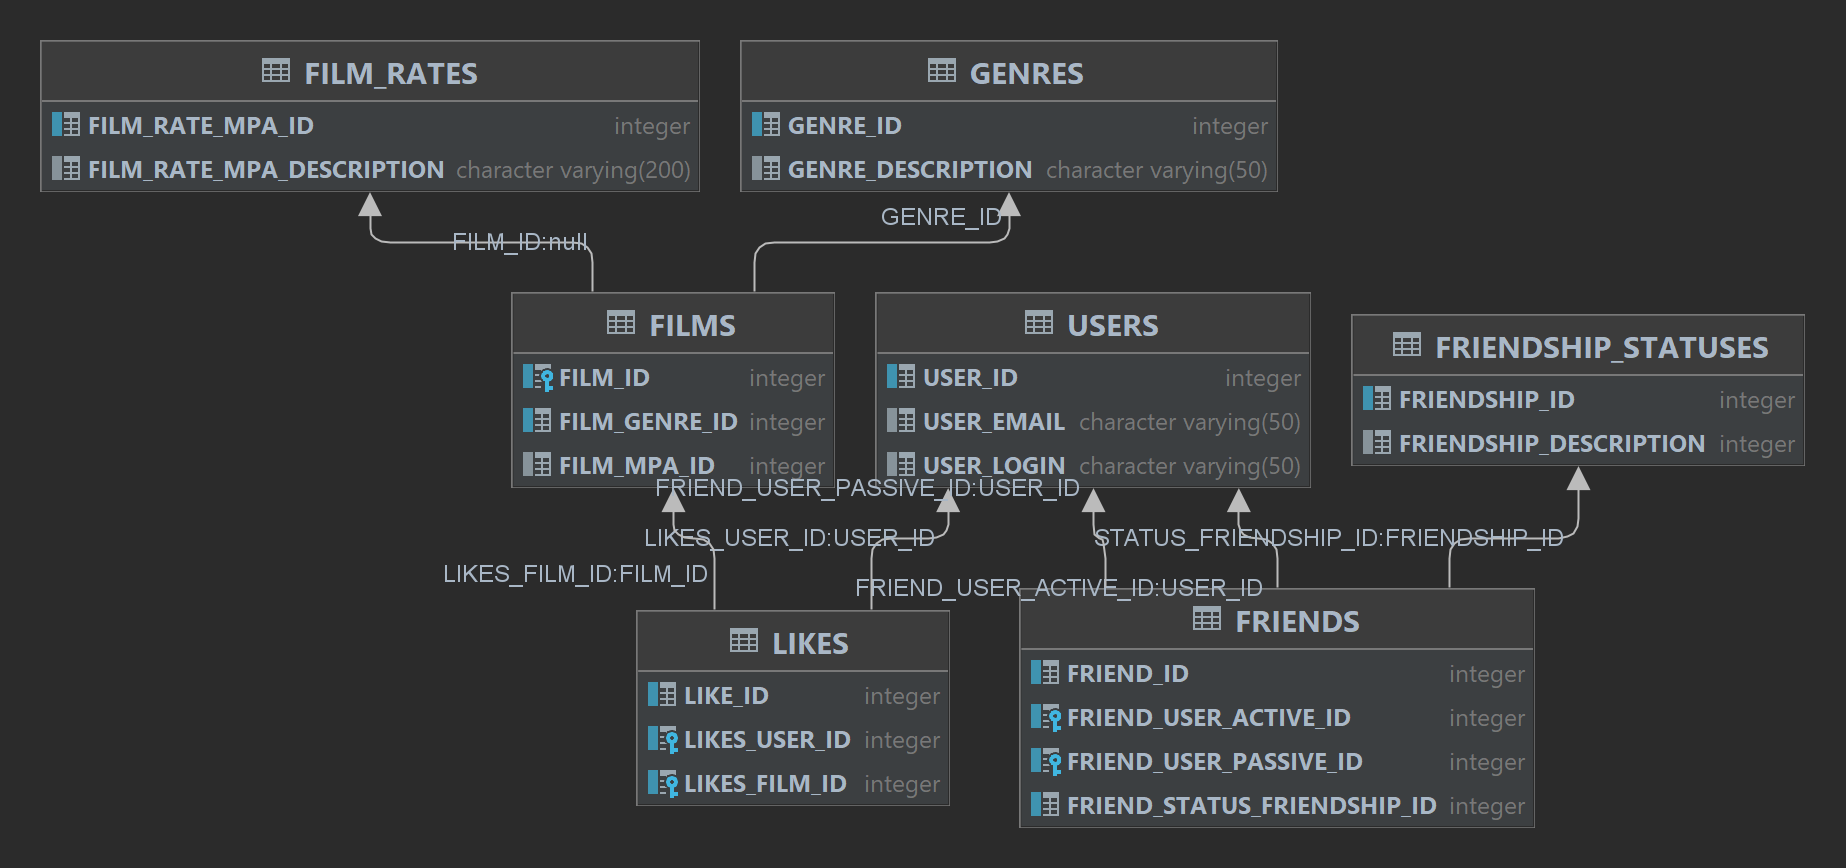 FILM_RATES
FILM_RATE_MPA_ID integer
FILM_RATE_MPA_DESCRIPTION character varying(200)
GENRES
GENRE_ID integer
GENRE_DESCRIPTION character varying(50)
GENRE_ID
FILM_ID:null
FILMS
FILM_ID integer
FILM_GENRE_ID integer
FILM_MPA_ID integer
USERS
USER_ID integer
USER_EMAIL character varying(50)
USER_LOGIN character varying(50)
FRIENDSHIP_STATUSES
FRIENDSHIP_ID integer
FRIENDSHIP_DESCRIPTION integer
FRIEND_USER_PASSIVE_ID:USER_ID
LIKES_USER_ID:USER_ID
STATUS_FRIENDSHIP_ID:FRIENDSHIP_ID
LIKES_FILM_ID:FILM_ID
FRIEND_USER_ACTIVE_ID:USER_ID
LIKES
LIKE_ID integer
LIKES_USER_ID integer
LIKES_FILM_ID integer
FRIENDS
FRIEND_ID integer
FRIEND_USER_ACTIVE_ID integer
FRIEND_USER_PASSIVE_ID integer
FRIEND_STATUS_FRIENDSHIP_ID integer